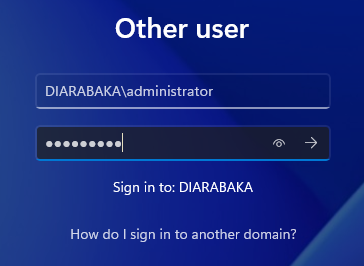 Other user
DIARABAKA\administrator
●●●●●●●●●
Sign in to: DIARABAKA
How do I sign in to another domain?